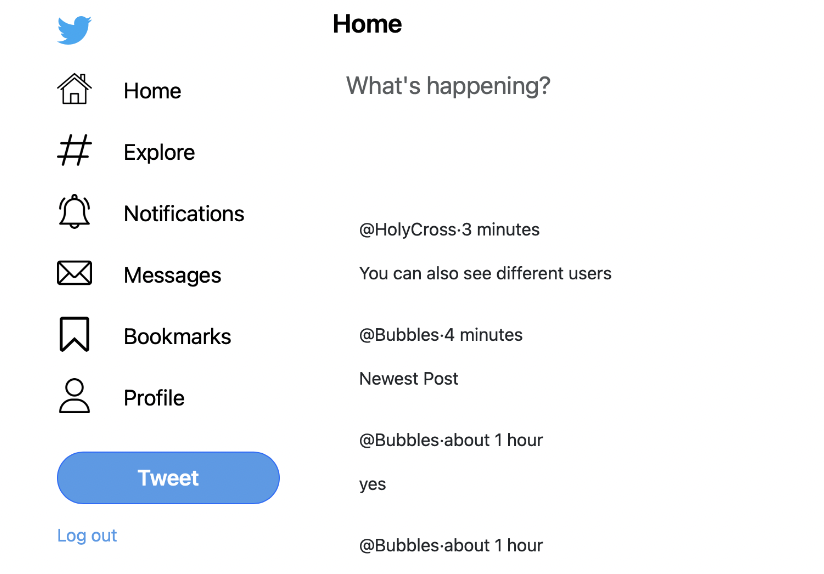 Home
Explore
Notifications
Messages
Bookmarks
Profile
Tweet
Log out
Home
What's happening?
@HolyCross·3 minutes
You can also see different users
@Bubbles·4 minutes
Newest Post
@Bubbles·about 1 hour
yes
@Bubbles·about 1 hour